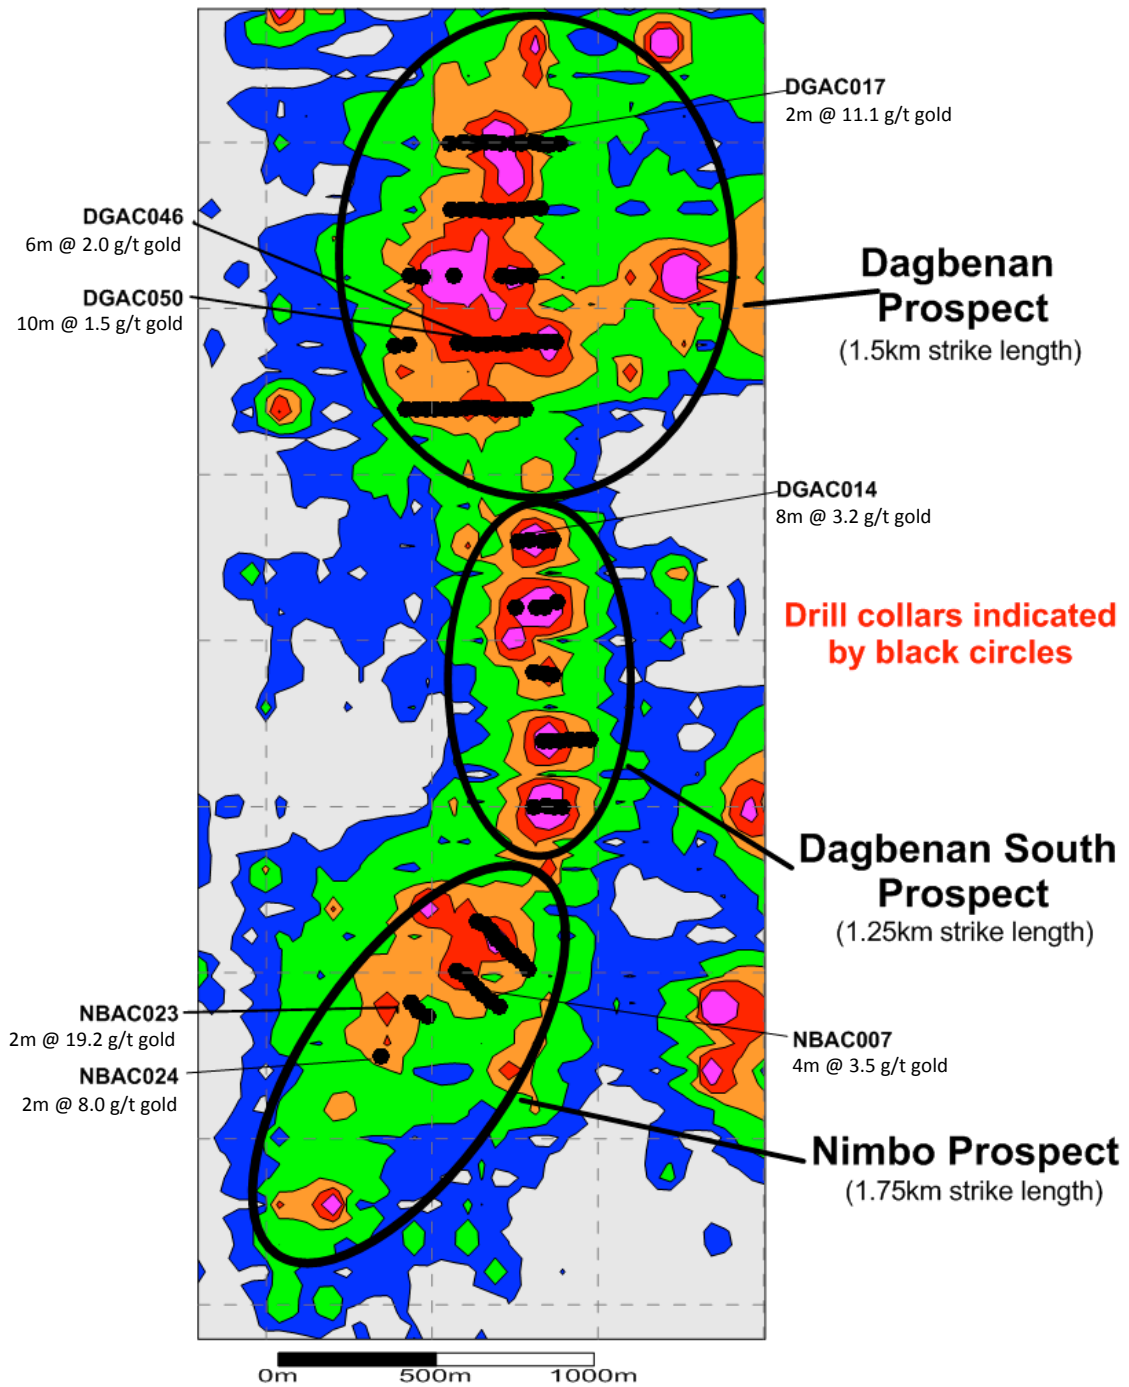 DGAC017
2m @ 11.1 g/t gold
DGAC046
6m @ 2.0 g/t gold
DGAC050
10m @ 1.5 g/t gold
Dagbenan
Prospect
(1.5km strike length)
DGAC014
8m @ 3.2 g/t gold
Drill collars indicated
by black circles
Dagbenan South
Prospect
(1.25km strike length)
NBAC023
2m @ 19.2 g/t gold
NBAC024
2m @ 8.0 g/t gold
NBAC007
4m @ 3.5 g/t gold
Nimbo Prospect
(1.75km strike length)
0m 500m 1000m